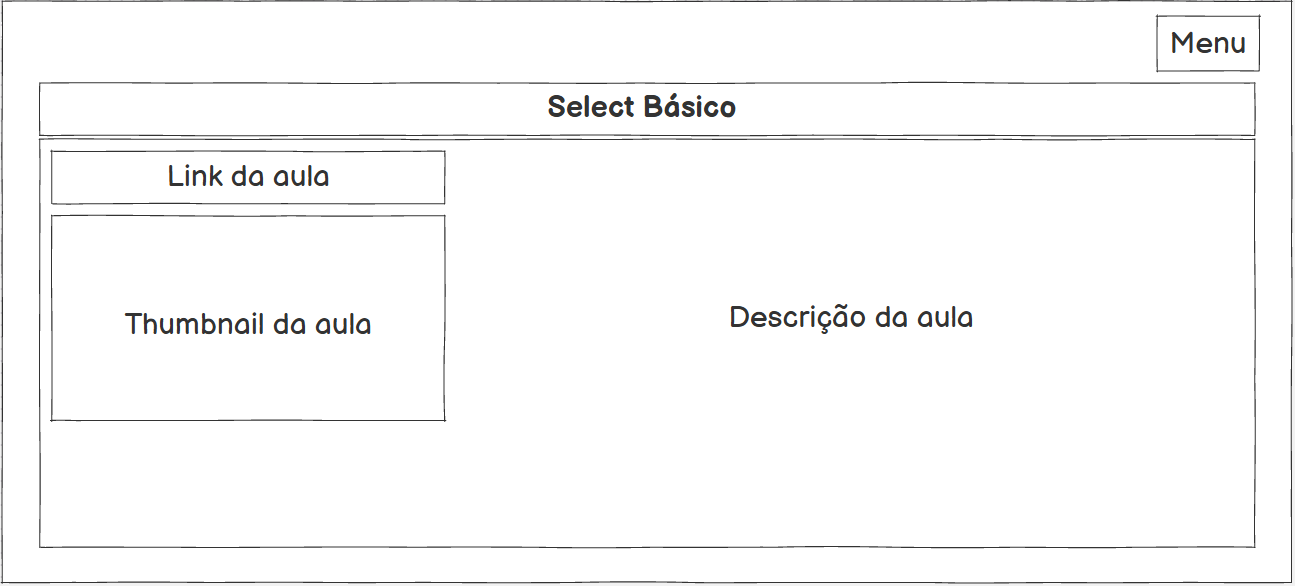 Menu
Select Básico
Link da aula
Thumbnail da aula
Descrição da aula